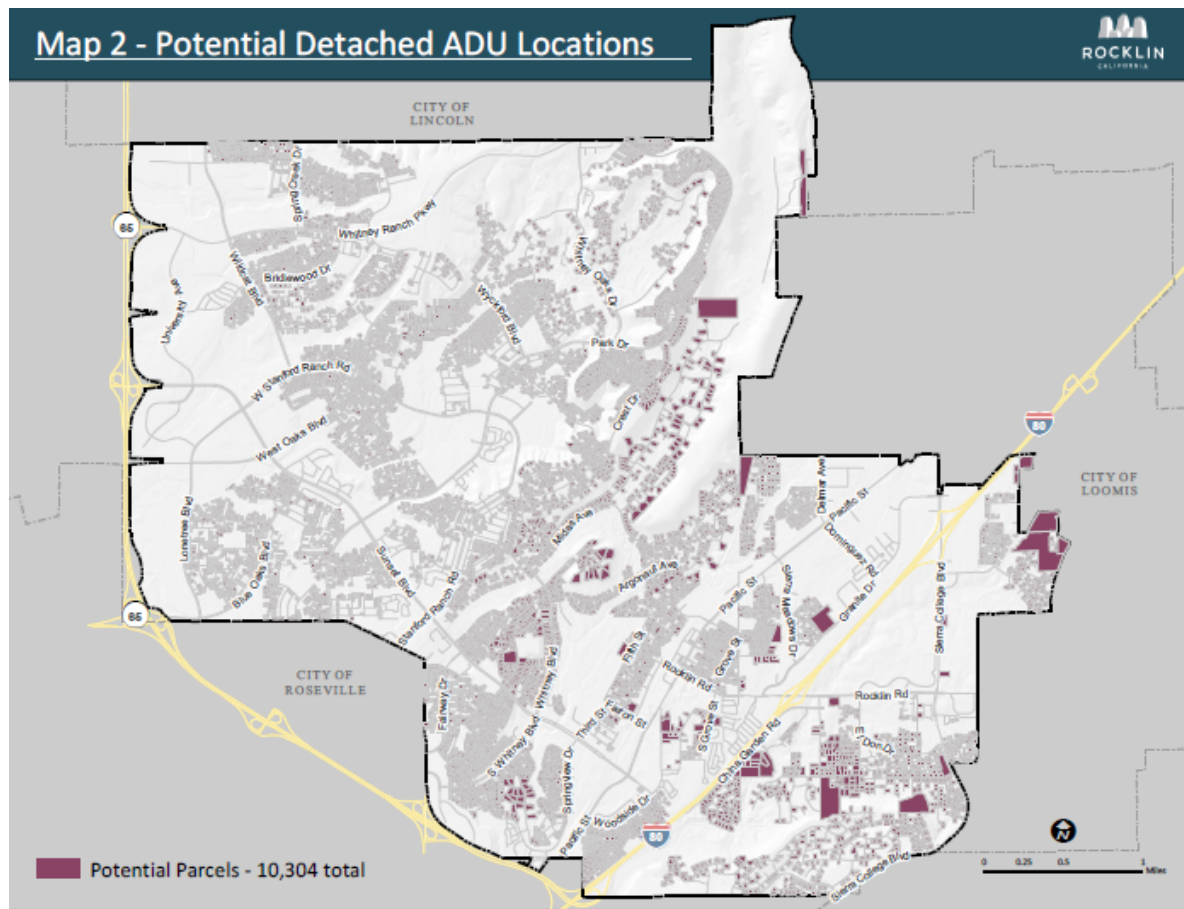 Map 2 - Potential Detached ADU Locations
ROCKLIN
CALIFORNIA
CITY OF
LINCOLN
Spring Creek Dr
65
Whitney Ranch Pkwy
Whitney Oaks Dr
Wildcat Blvd
Bridlewood Dr
University Ave
Wyckford Blvd
Park Dr
W Stanford Ranch Rd
Crest Dr
80
West Oaks Blvd
CITY OF
LOOMIS
Delmar Ave
Pacific St
Lonetree Blvd
Midas Ave
Dominguez Rd
Sunset Blvd
Argonaut Ave
Blue Oaks Blvd
Pacific St
Sierra Meadows Dr
Granite Dr
Sierra College Blvd
65
Stanford Ranch Rd
Fifth St
Grove St
CITY OF
ROSEVILLE
Whitney Blvd
Rocklin Rd
Rocklin Rd
Fairway Dr
Third St
Farron St
S Grove St
El Don Dr
S Whitney Blvd
China Garden Rd
Springview Dr
Woodside Dr
Pacific St
80
N
Sierra College Blvd
Potential Parcels - 10,304 total
0 0.25 0.5 1
Miles